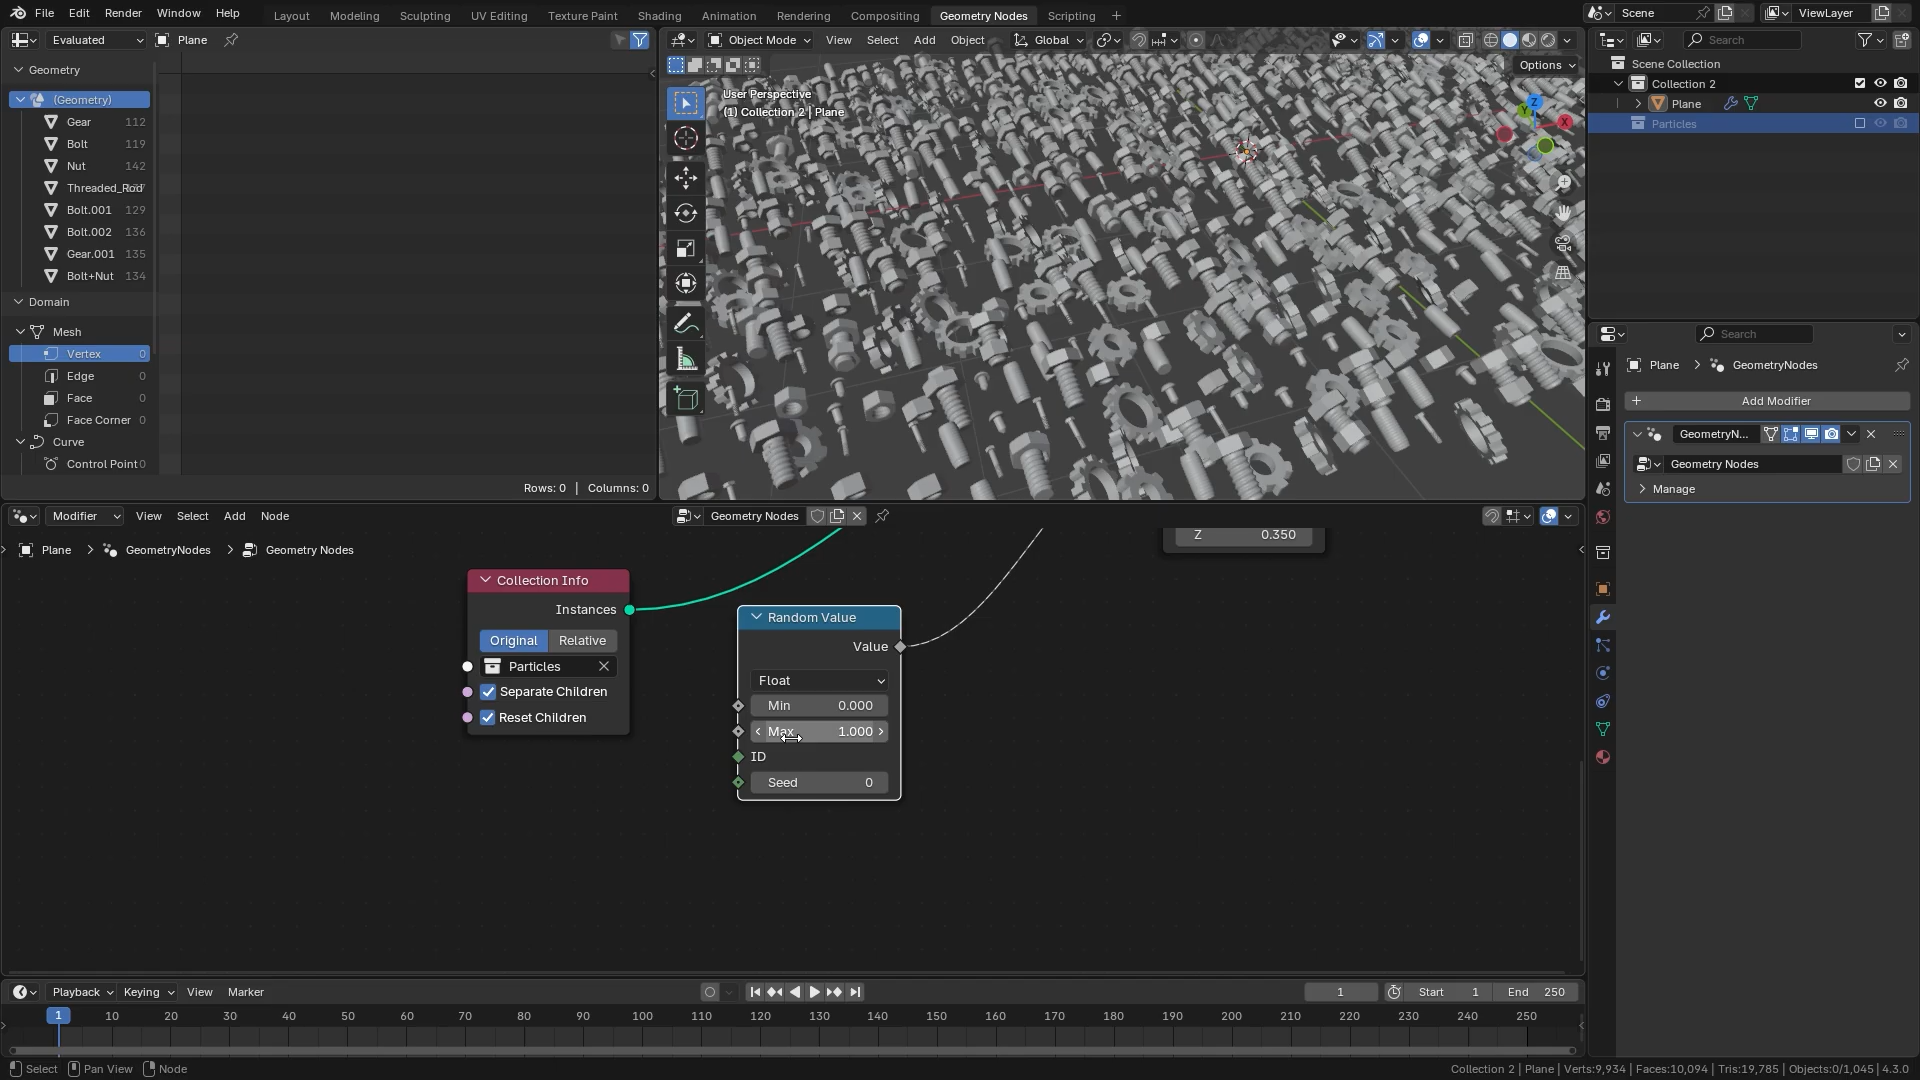 File Edit Render Window Help Layout Modeling Sculpting UV Editing Texture Paint Shading Animation Rendering Compositing Geometry Nodes Scripting + Scene ViewLayer
Evaluated Plane
Object Mode View Select Add Object Global
Search
Options
Geometry
(Geometry)
Gear 112
Bolt 119
Nut 142
Threaded_Rod
Bolt.001 129
Bolt.002 136
Gear.001 135
Bolt+Nut 134
Domain
Mesh
Vertex 0
Edge 0
Face 0
Face Corner 0
Curve
Control Point 0
Rows: 0 | Columns: 0
User Perspective
(1) Collection 2 | Plane
Z
Y
X
Scene Collection
Collection 2
Plane
Particles
Search
Plane > GeometryNodes
+ Add Modifier
GeometryN...
Geometry Nodes
Manage
Modifier View Select Add Node Geometry Nodes
Plane > GeometryNodes > Geometry Nodes
Z 0.350
Collection Info
Instances
Original Relative
Particles
Separate Children
Reset Children
Random Value
Value
Float
Min 0.000
Max 1.000
ID
Seed 0
Playback Keying View Marker 1 Start 1 End 250
1 10 20 30 40 50 60 70 80 90 100 110 120 130 140 150 160 170 180 190 200 210 220 230 240 250
Select Pan View Node Collection 2 | Plane | Verts:9,934 | Faces:10,094 | Tris:19,785 | Objects:0/1,045 | 4.3.0